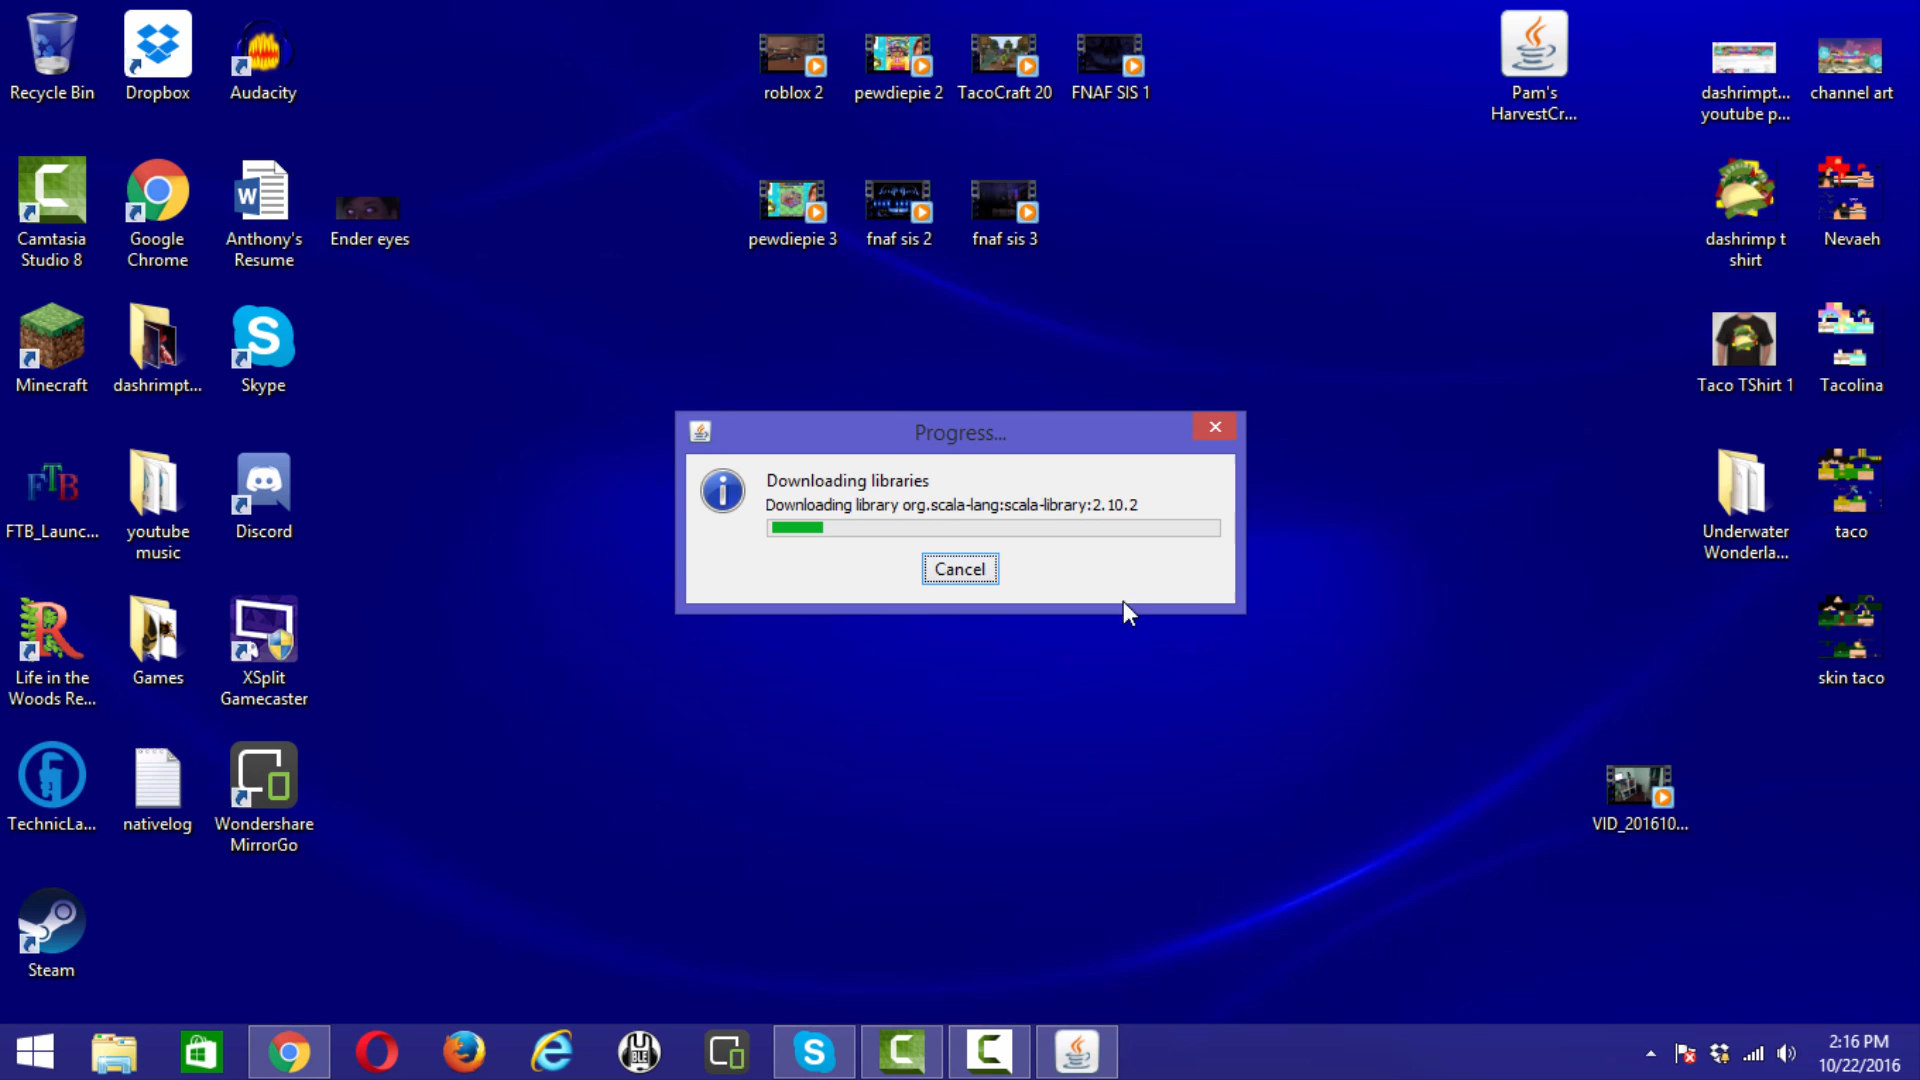 Recycle Bin
Dropbox
Audacity
roblox 2
pewdiepie 2
TacoCraft 20
FNAF SIS 1
Pam's
HarvestCr...
dashrimpt...
youtube p...
channel art
Camtasia
Studio 8
Google
Chrome
Anthony's
Resume
Ender eyes
pewdiepie 3
fnaf sis 2
fnaf sis 3
dashrimp t
shirt
Nevaeh
Minecraft
dashrimpt...
Skype
Taco TShirt 1
Tacolina
Progress...
Downloading libraries
Downloading library org.scala-lang:scala-library:2.10.2
Cancel
FTB
FTB_Launc...
youtube
music
Discord
Underwater
Wonderla...
taco
Life in the
Woods Re...
Games
XSplit
Gamecaster
skin taco
TechnicLa...
nativelog
Wondershare
MirrorGo
VID_201610...
Steam
2:16 PM
10/22/2016